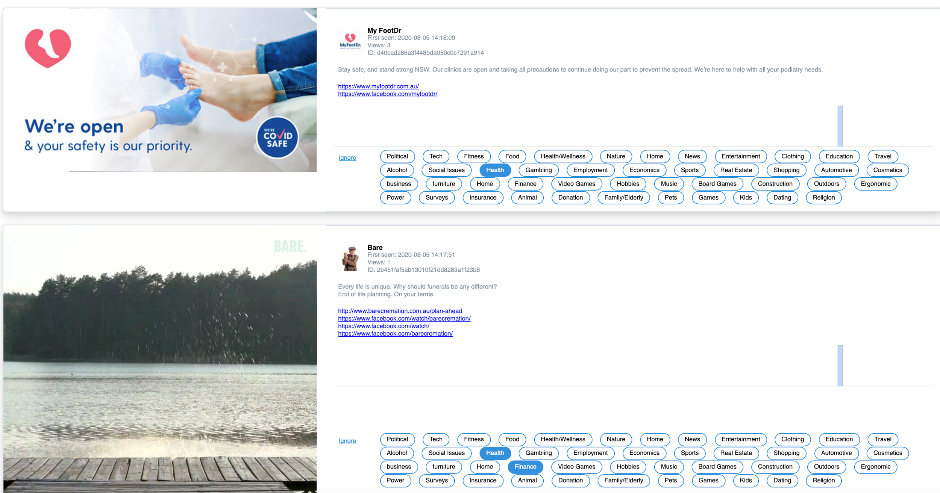 My FootDr
First seen: 2020-08-05 14:18:09
Views: 2
MyFootDr
Stay safe, and stand strong NSW. Our clinics are open and taking all precautions to continue doing our part to prevent the spread. We're here to help with all your podiatry needs.
https://www.myfootdr.com.au/
https://www.facebook.com/myfootdr/
We're open
& your safety is our priority.
WE'RE
COVID
SAFE
Ignore
Political Tech Fitness Food Health/Wellness Nature Home News Entertainment Clothing Education Travel
Alcohol Social Issues Health Gambling Employment Economics Sports Real Estate Shopping Automotive Cosmetics
business furniture Home Finance Video Games Hobbies Music Board Games Construction Outdoors Ergonomic
Power Surveys Insurance Animal Donation Family/Elderly Pets Games Kids Dating Religion
BARE.
Bare
First seen: 2020-08-05 14:17:51
Views: 1
Every life is unique. Why should funerals be any different?
End of life planning. On your terms
http://www.barecremation.com.au/plan-ahead
https://www.facebook.com/watch/barecremation/
https://www.facebook.com/watch/
https://www.facebook.com/barecremation/
Ignore
Political Tech Fitness Food Health/Wellness Nature Home News Entertainment Clothing Education Travel
Alcohol Social Issues Health Gambling Employment Economics Sports Real Estate Shopping Automotive Cosmetics
business furniture Home Finance Video Games Hobbies Music Board Games Construction Outdoors Ergonomic
Power Surveys Insurance Animal Donation Family/Elderly Pets Games Kids Dating Religion